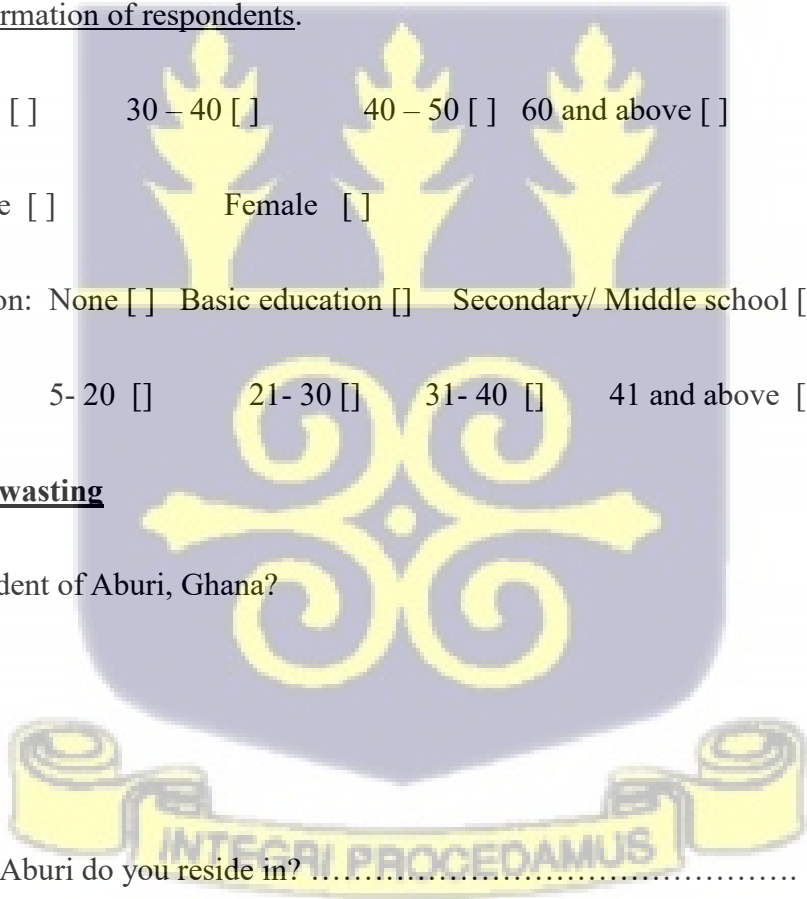 rmation of respondents.
[ ] 30 – 40 [ ] 40 – 50 [ ] 60 and above [ ]
e [ ] Female [ ]
on: None [ ] Basic education [] Secondary/ Middle school [
5- 20 [] 21- 30 [] 31- 40 [] 41 and above [
wasting
dent of Aburi, Ghana?
INTEGRI PROCEDAMUS
Aburi do you reside in? ……………………………………………….